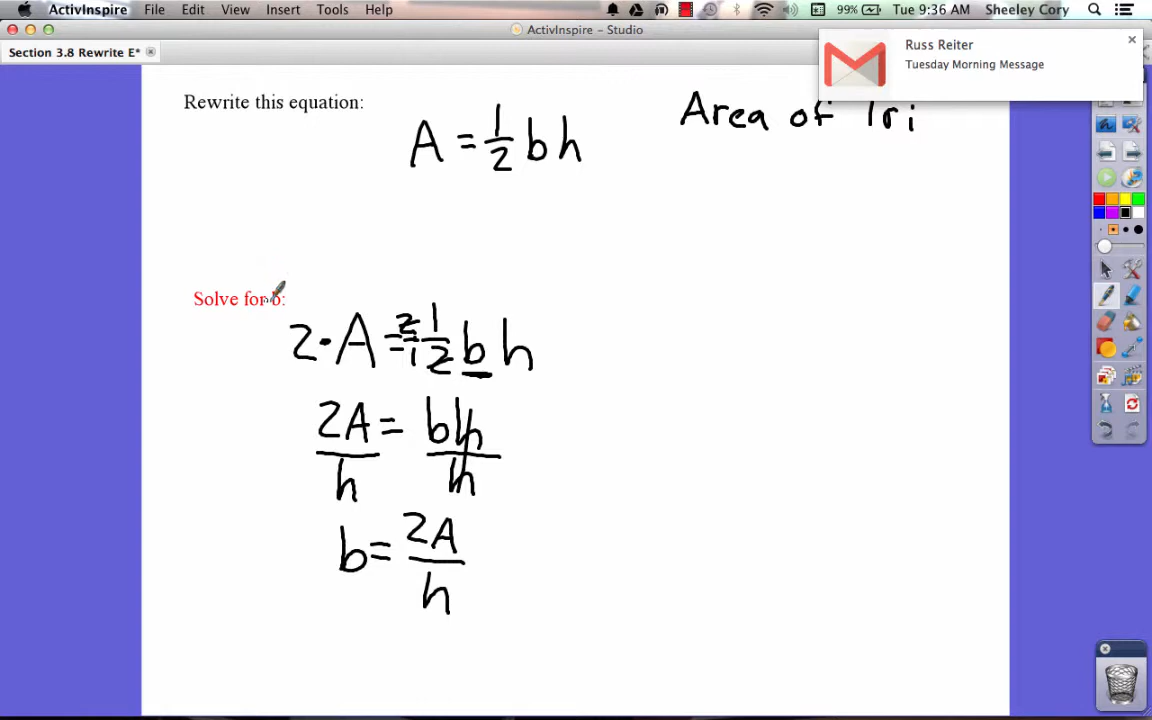 ActivInspire File Edit View Insert Tools Help 99% Tue 9:36 AM Sheeley Cory
ActivInspire - Studio
Section 3.8 Rewrite E*
Russ Reiter
Tuesday Morning Message
Rewrite this equation:
Area of Tri
A = 1/2 b h
Solve for b:
2 • A = 2/1 1/2 b h
2A/h = bh/h
b = 2A/h